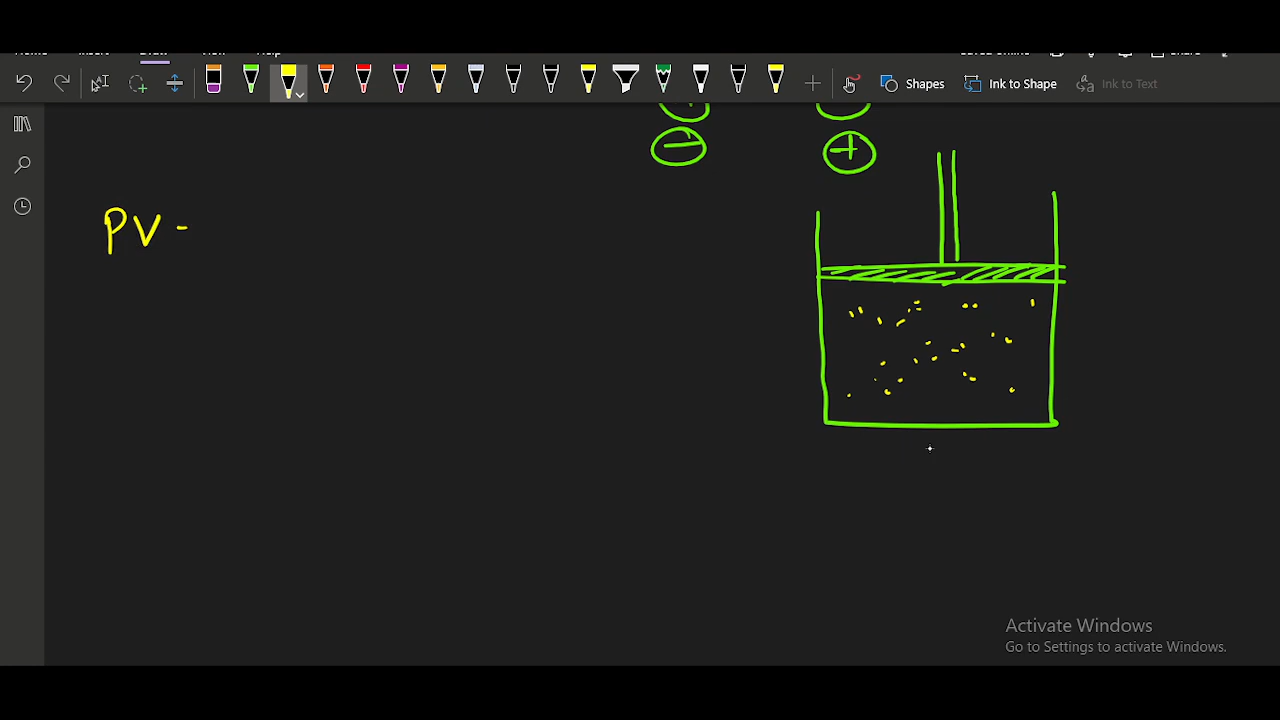 Shapes
Ink to Shape
Ink to Text
−
+
PV -
Activate Windows
Go to Settings to activate Windows.